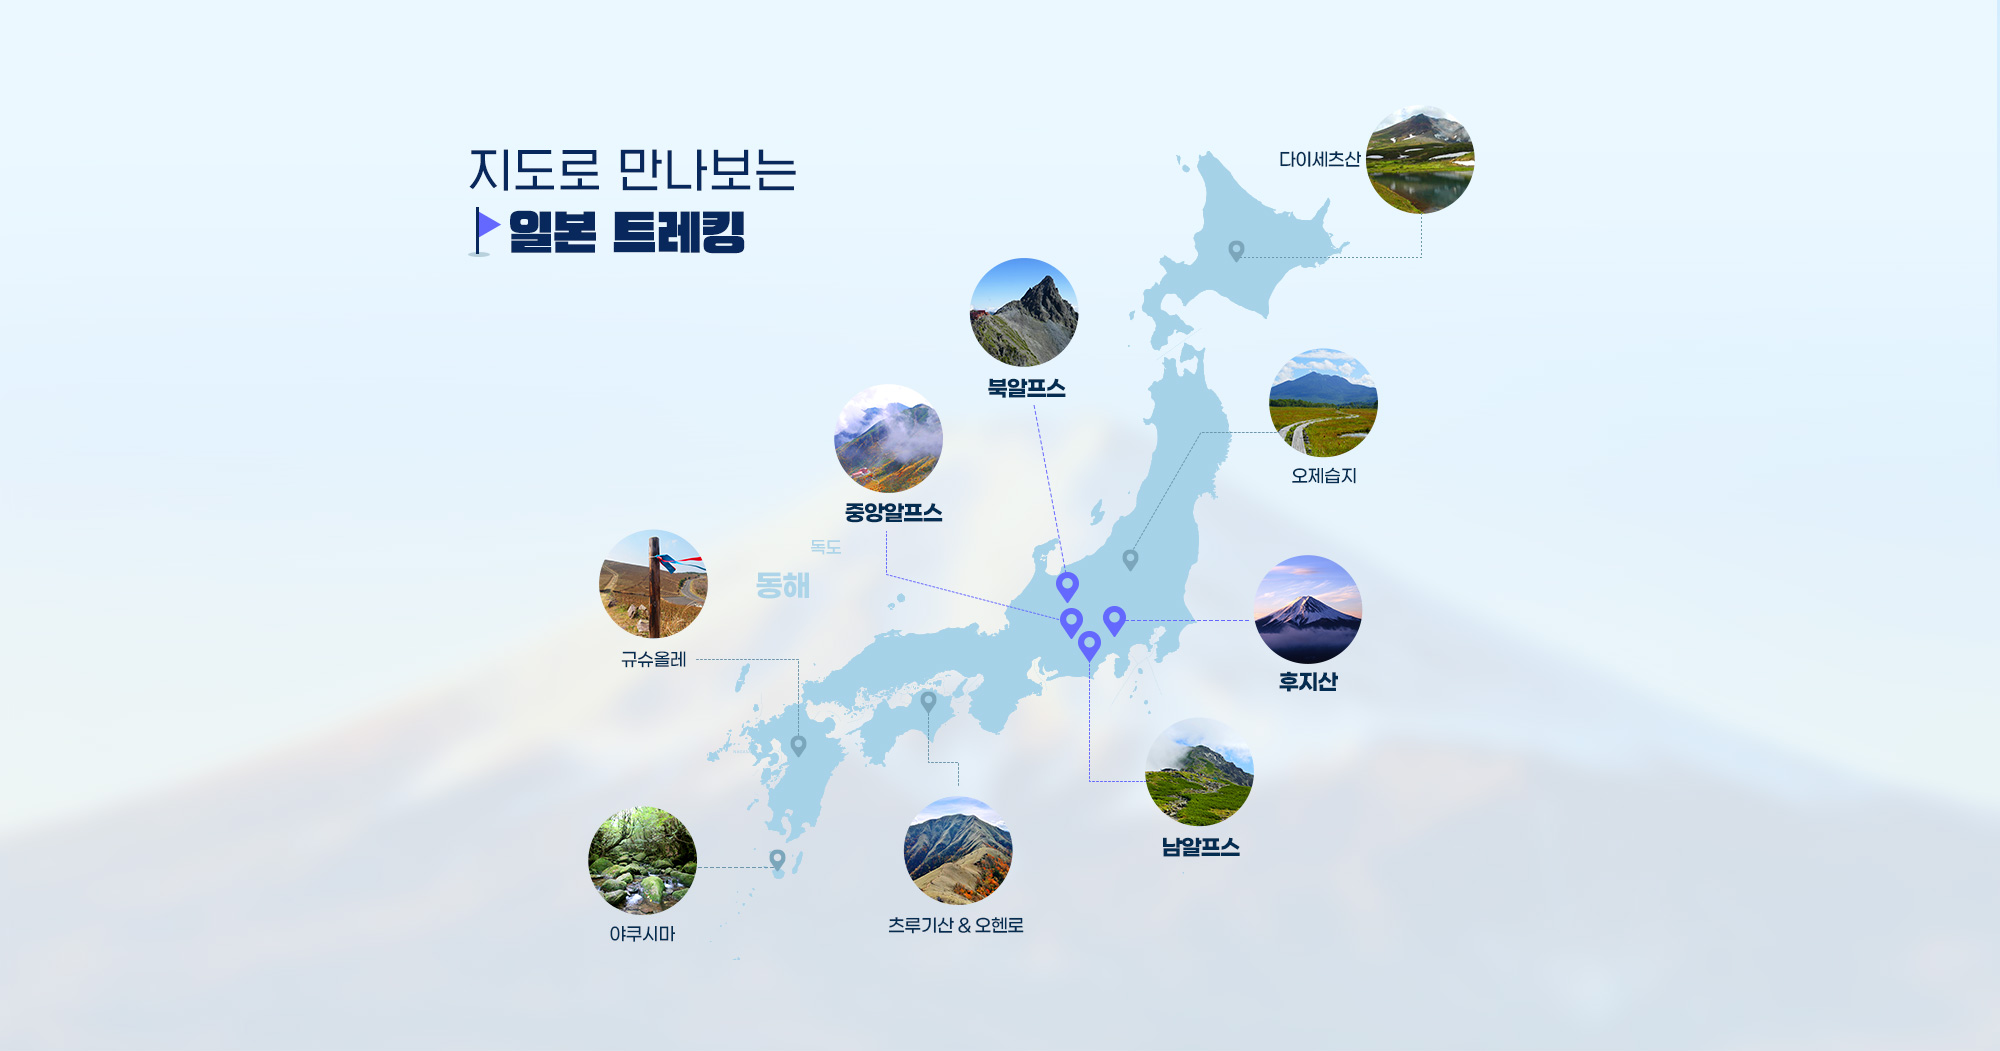 지도로 만나보는
일본 트레킹
다이세츠산
북알프스
오제습지
중앙알프스
독도
동해
규슈올레
후지산
남알프스
츠루기산 & 오헨로
야쿠시마